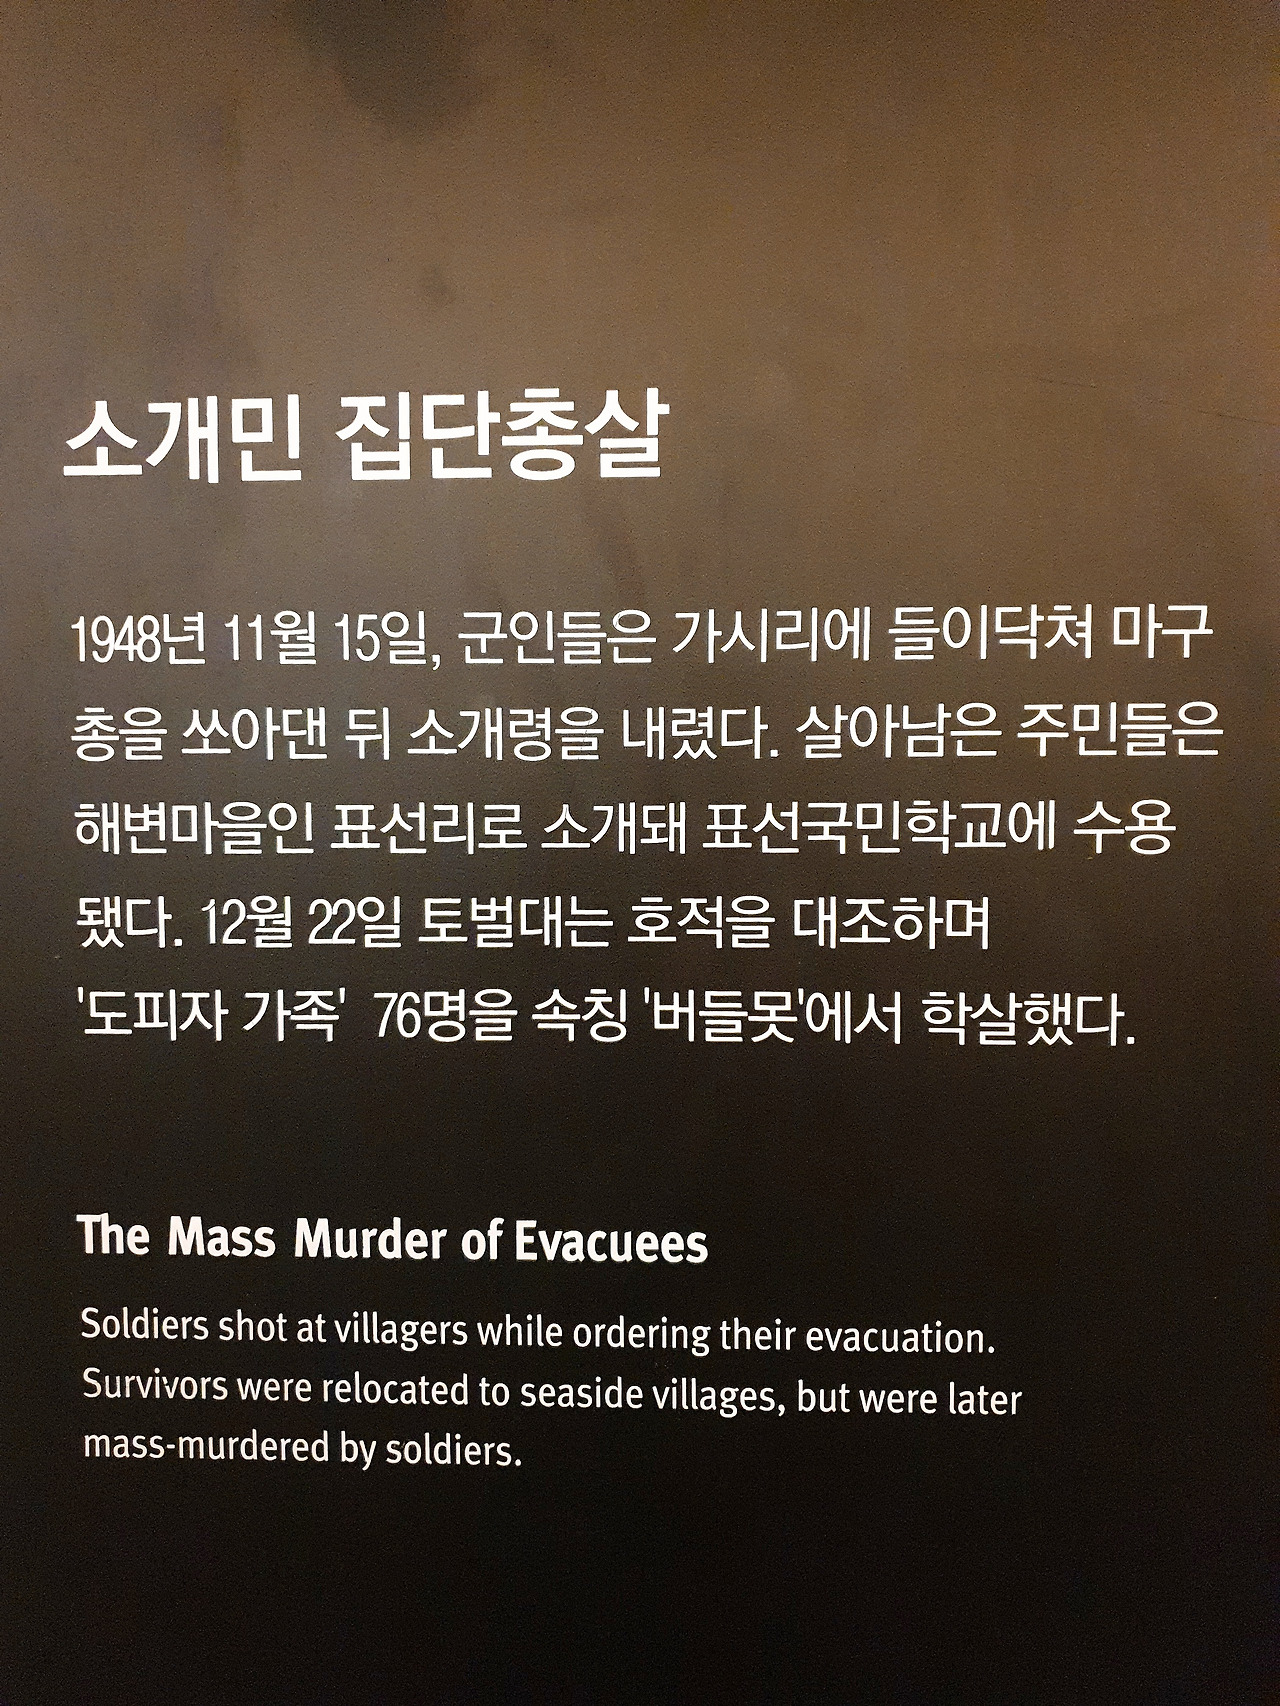 소개민 집단총살
1948년 11월 15일, 군인들은 가시리에 들이닥쳐 마구
총을 쏘아댄 뒤 소개령을 내렸다. 살아남은 주민들은
해변마을인 표선리로 소개돼 표선국민학교에 수용
됐다. 12월 22일 토벌대는 호적을 대조하며
'도피자 가족' 76명을 속칭 '버들못'에서 학살했다.
The Mass Murder of Evacuees
Soldiers shot at villagers while ordering their evacuation.
Survivors were relocated to seaside villages, but were later
mass-murdered by soldiers.